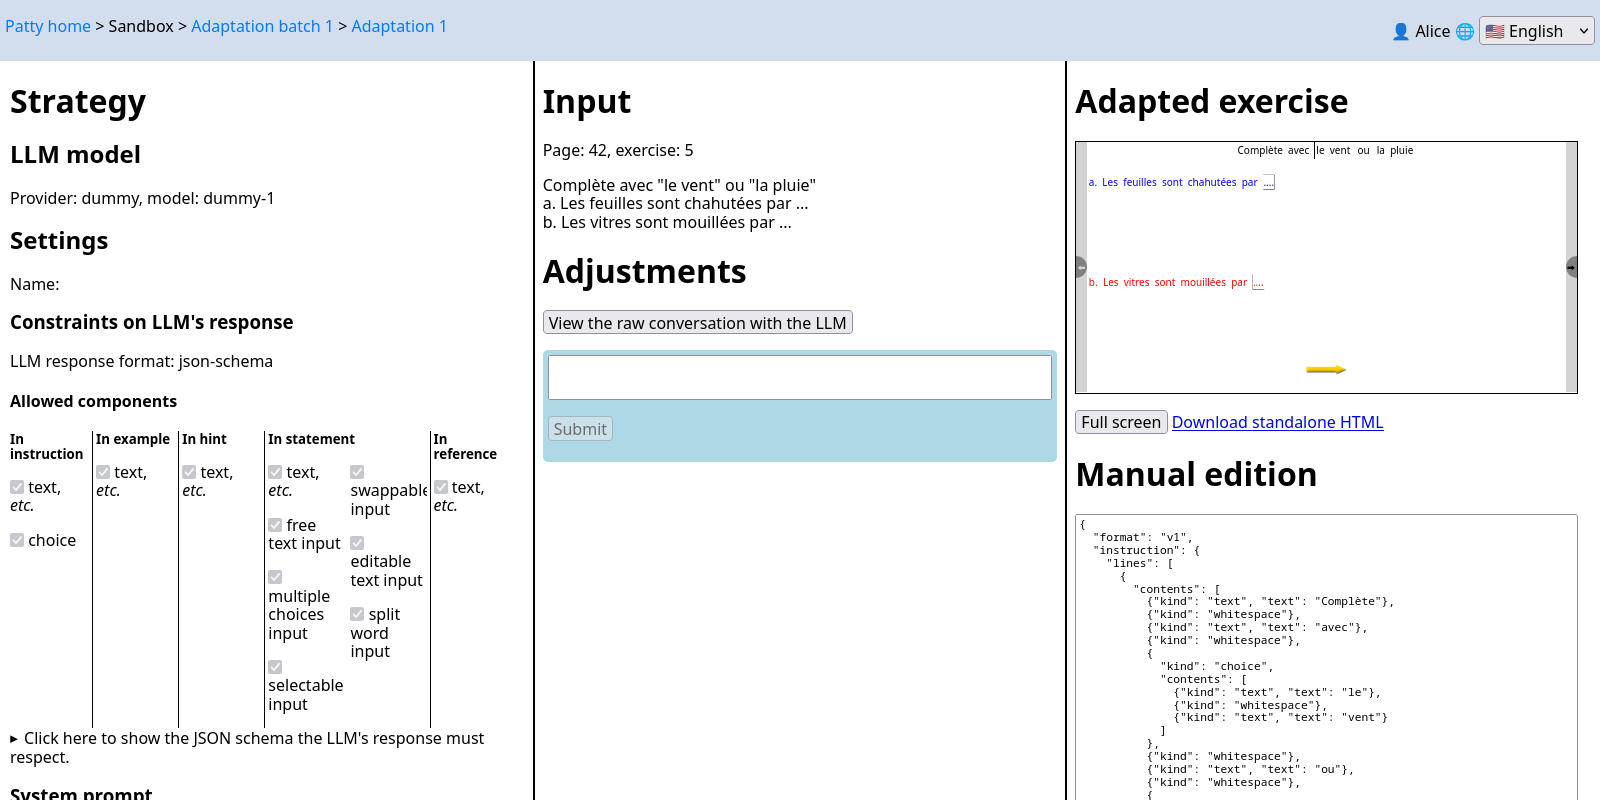 Patty home > Sandbox > Adaptation batch 1 > Adaptation 1
👤 Alice 🌐 🇺🇸 English
Strategy
LLM model
Provider: dummy, model: dummy-1
Settings
Name:
Constraints on LLM's response
LLM response format: json-schema
Allowed components
In instruction
text, etc.
choice
In example
text, etc.
In hint
text, etc.
In statement
text, etc.
free text input
multiple choices input
selectable input
swappable input
editable text input
split word input
In reference
text, etc.
▸ Click here to show the JSON schema the LLM's response must
respect.
System prompt
Input
Page: 42, exercise: 5
Complète avec "le vent" ou "la pluie"
a. Les feuilles sont chahutées par ...
b. Les vitres sont mouillées par ...
Adjustments
View the raw conversation with the LLM
Submit
Adapted exercise
Complète avec le vent ou la pluie
a. Les feuilles sont chahutées par ....
b. Les vitres sont mouillées par ....
Full screen Download standalone HTML
Manual edition
{
  "format": "v1",
  "instruction": {
    "lines": [
      {
        "contents": [
          {"kind": "text", "text": "Complète"},
          {"kind": "whitespace"},
          {"kind": "text", "text": "avec"},
          {"kind": "whitespace"},
          {
            "kind": "choice",
            "contents": [
              {"kind": "text", "text": "le"},
              {"kind": "whitespace"},
              {"kind": "text", "text": "vent"}
            ]
          },
          {"kind": "whitespace"},
          {"kind": "text", "text": "ou"},
          {"kind": "whitespace"},
          {